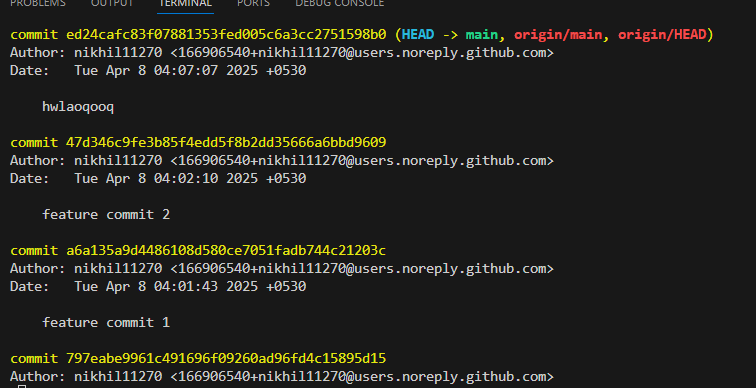 PROBLEMS OUTPUT TERMINAL PORTS DEBUG CONSOLE
commit ed24cafc83f07881353fed005c6a3cc2751598b0 (HEAD -> main, origin/main, origin/HEAD)
Author: nikhil11270 <166906540+nikhil11270@users.noreply.github.com>
Date:   Tue Apr 8 04:07:07 2025 +0530
hwlaoqooq
commit 47d346c9fe3b85f4edd5f8b2dd35666a6bbd9609
Author: nikhil11270 <166906540+nikhil11270@users.noreply.github.com>
Date:   Tue Apr 8 04:02:10 2025 +0530
feature commit 2
commit a6a135a9d4486108d580ce7051fadb744c21203c
Author: nikhil11270 <166906540+nikhil11270@users.noreply.github.com>
Date:   Tue Apr 8 04:01:43 2025 +0530
feature commit 1
commit 797eabe9961c491696f09260ad96fd4c15895d15
Author: nikhil11270 <166906540+nikhil11270@users.noreply.github.com>